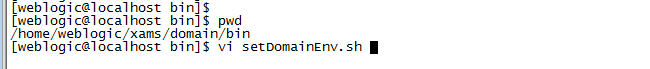 [weblogic@localhost bin]$
[weblogic@localhost bin]$ pwd
/home/weblogic/xams/domain/bin
[weblogic@localhost bin]$ vi setDomainEnv.sh